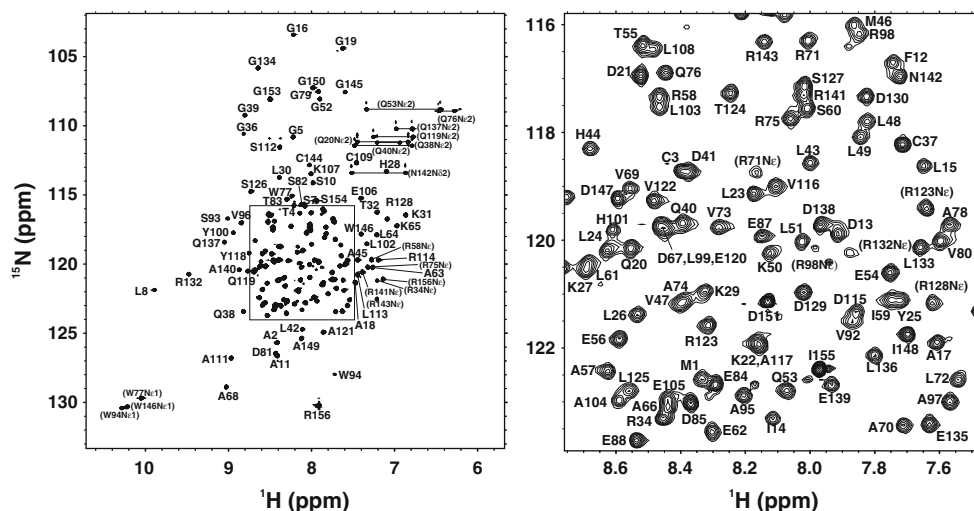 105
110
115
120
125
130
15N (ppm)
10
9
8
7
6
1H (ppm)
G16
G19
G134
G150
G79
G145
G153
G52
G39
(Q53Nε2)
(Q76Nε2)
G36
G5
(Q137Nε2)
(Q119Nε2)
S112
(Q20Nε2)
(Q38Nε2)
(Q40Nε2)
C144
C109
H28
L30
K107
(N142Nδ2)
S126
S82
S10
W77
S7
S154
E106
T83
T4
T32
R128
S93
V96
K31
Y100
W146
L64
K65
Q137
L102
(R58Nε)
Y118
A45
R114
(R75Nε)
A140
A63
R132
Q119
(R156Nε)
(R141Nε)
(R34Nε)
L8
(R143Nε)
L113
Q38
A18
L42
A121
A2
A149
D81
A11
A111
W94
A68
(W77Nε1)
(W146Nε1)
(W94Nε1)
R156
116
118
120
122
8.6
8.4
8.2
8.0
7.8
7.6
1H (ppm)
M46
T55
R98
L108
R143
R71
F12
D21
Q76
N142
S127
R58
R141
D130
T124
L103
S60
R75
L48
H44
L49
C37
C3
D41
L43
L15
(R71Nε)
V69
D147
V122
V116
L23
(R123Nε)
Q40
D138
A78
H101
V73
D13
E87
L51
L24
(R132Nε)
V80
D67,L99,E120
K50
L133
Q20
(R98Nε)
K27
L61
E54
A74
K29
(R128Nε)
V47
D129
D115
I59
Y25
D151
L26
V92
R123
E56
I148
A17
K22,A117
L136
I155
A57
M1
L72
E84
Q53
L125
E105
E139
A104
A66
A95
A97
D85
R34
I14
E62
A70
E135
E88